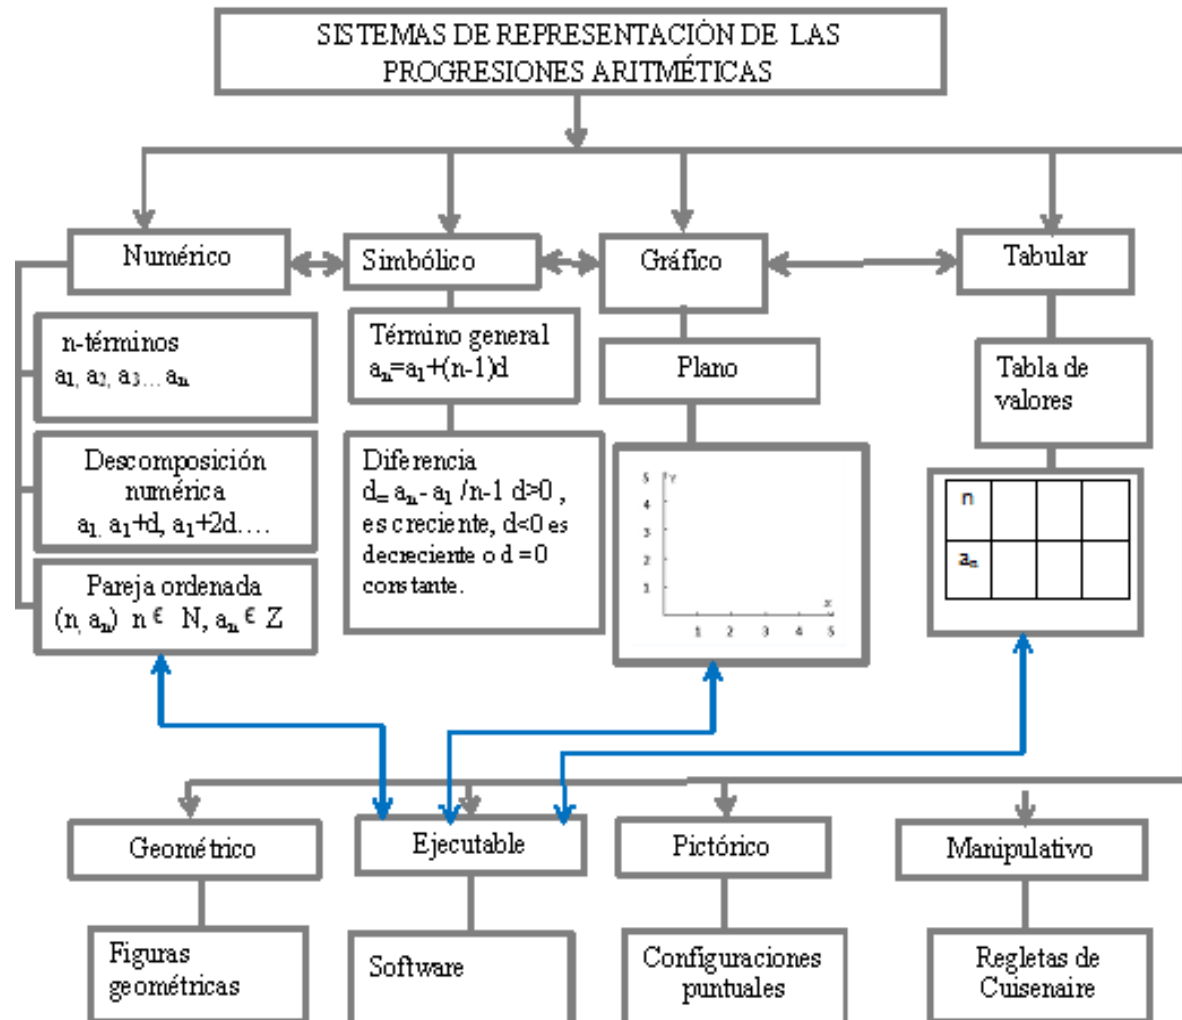 SISTEMAS DE REPRESENTACIÓN DE LAS
PROGRESIONES ARITMÉTICAS
Numérico
Simbólico
Gráfico
Tabular
n-términos
a₁, a₂, a₃... aₙ
Descomposición
numérica
a₁. a₁+d, a₁+2d....
Pareja ordenada
(n, aₙ) n ϵ N, aₙ ϵ Z
Término general
aₙ=a₁+(n-1)d
Diferencia
d= aₙ- a₁ /n-1 d>0 ,
es creciente, d<0 es
decreciente o d =0
constante.
Plano
5 Y
4
3
2
1
X
1 2 3 4 5
Tabla de
valores
n
aₙ
Geométrico
Ejecutable
Pictórico
Manipulativo
Figuras
geométricas
Software
Configuraciones
puntuales
Regletas de
Cuisenaire